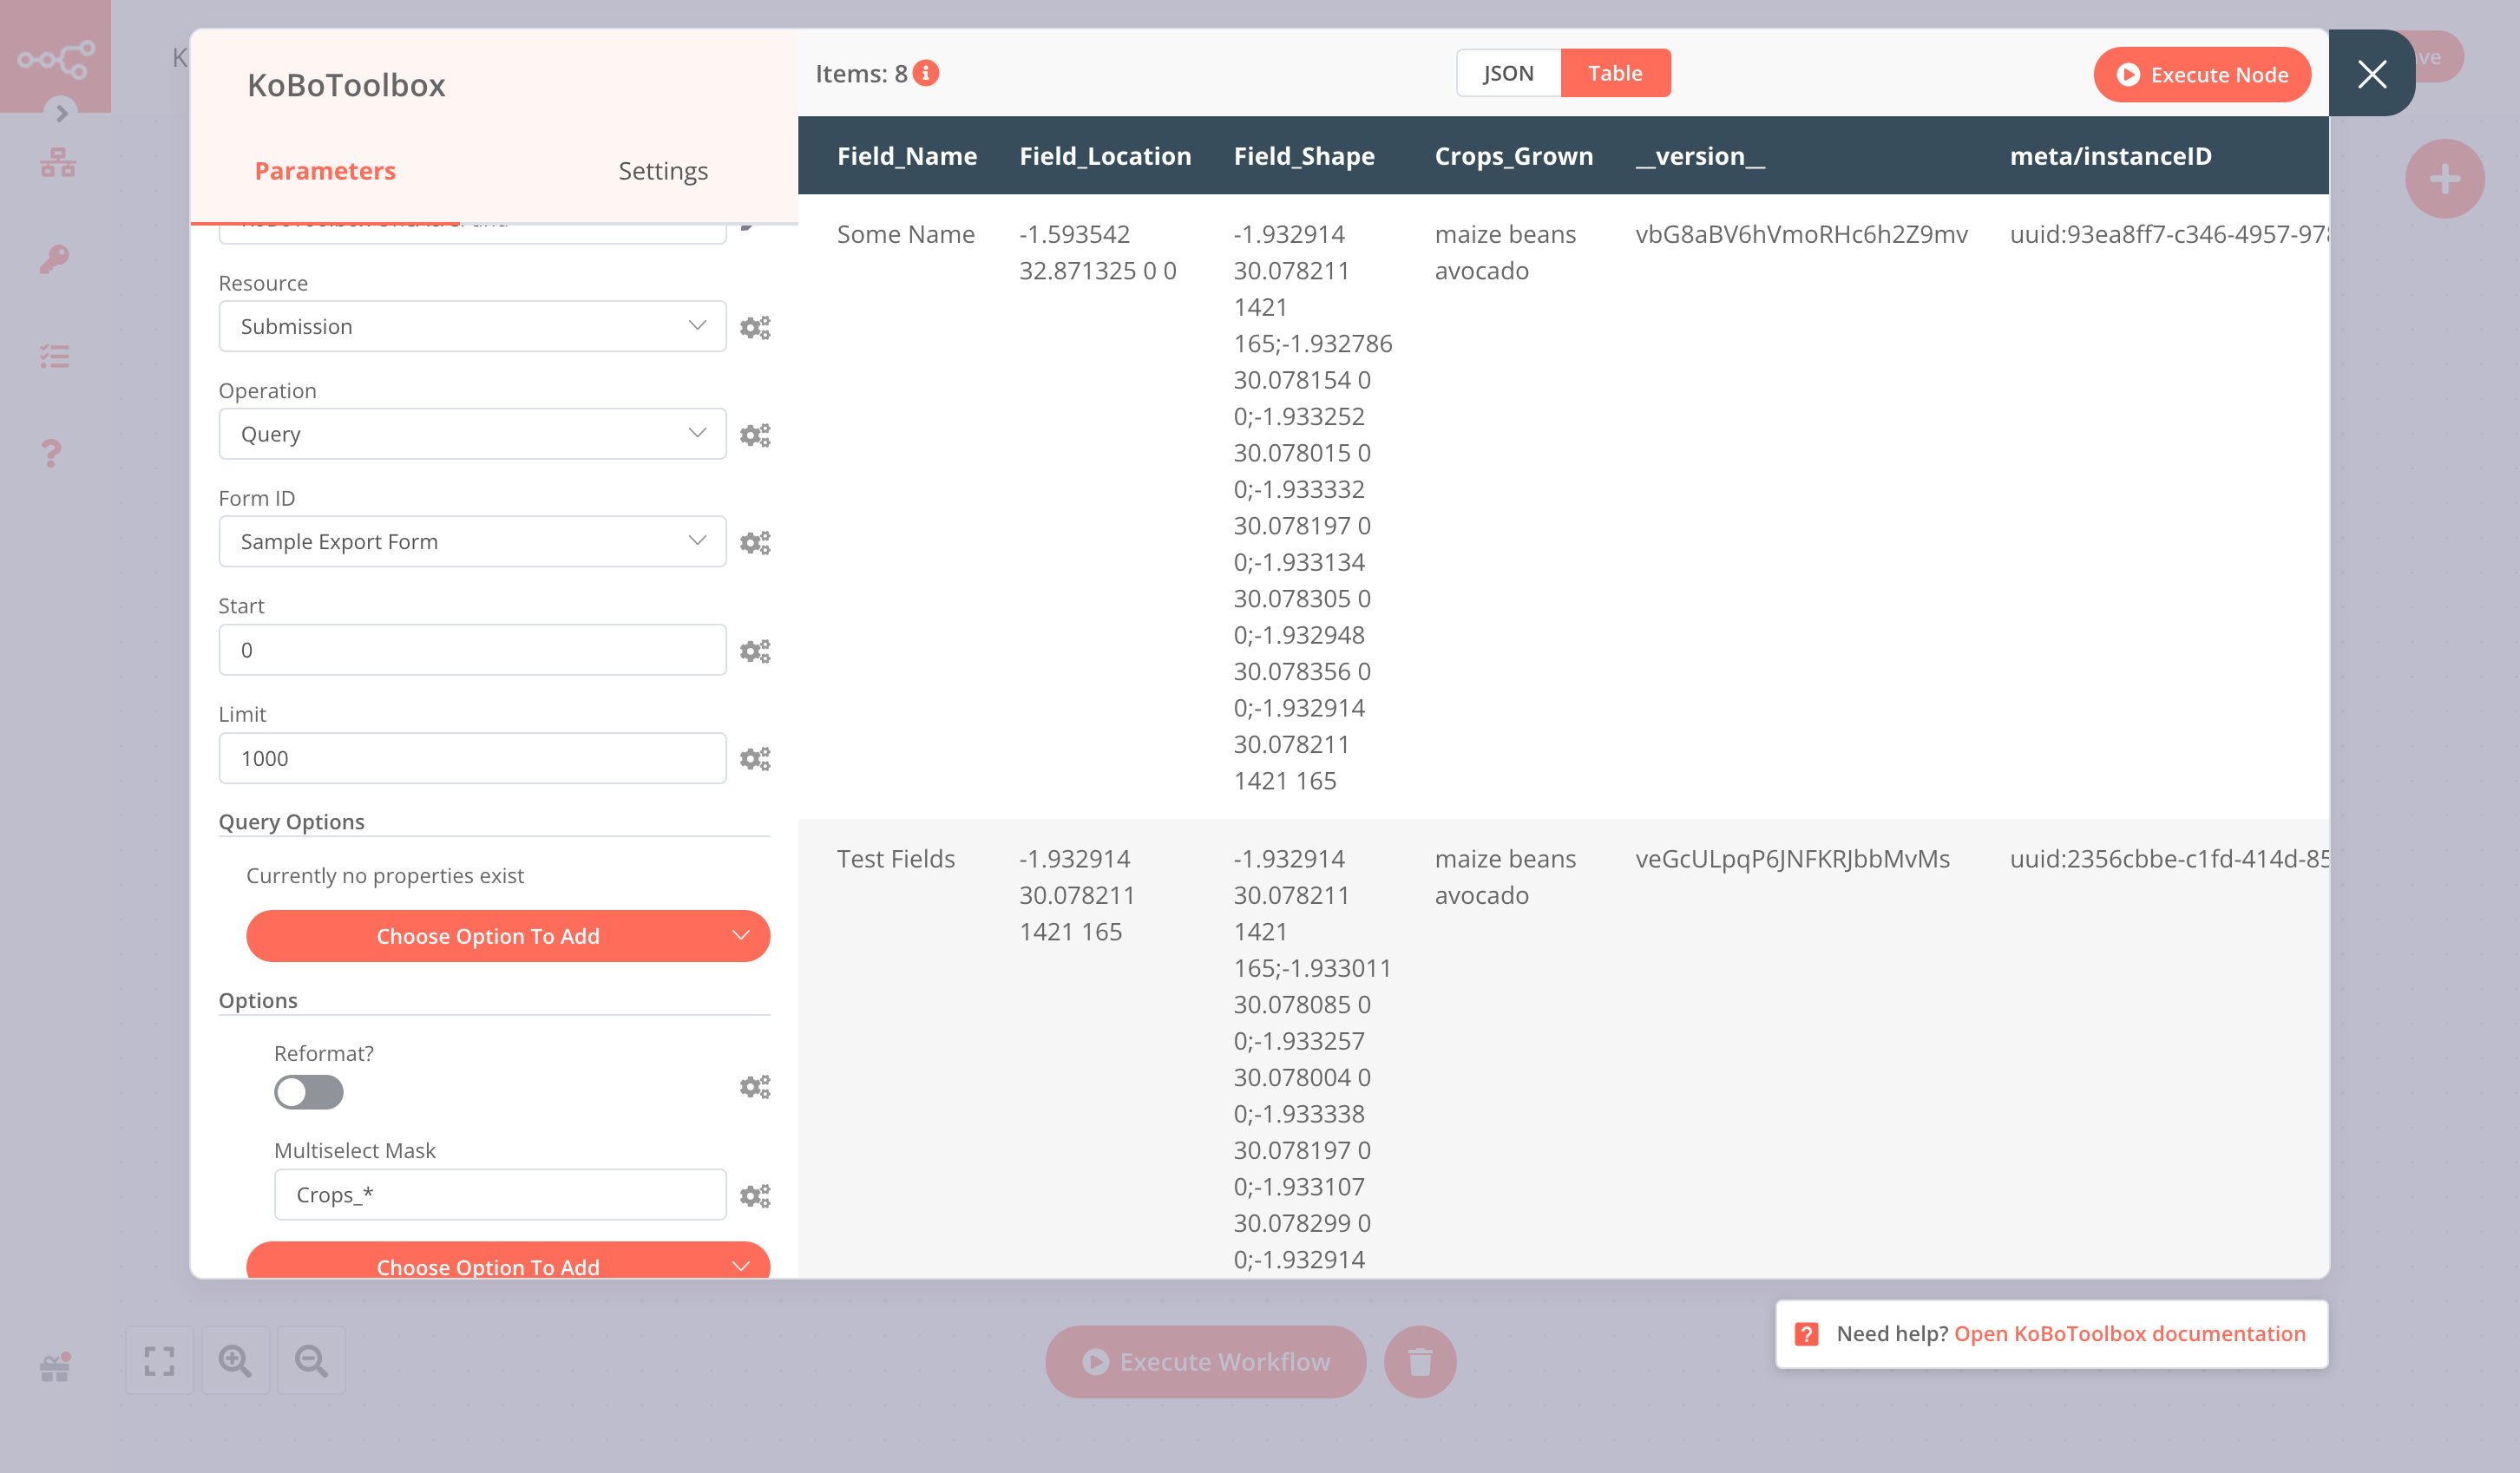 K
KoBoToolbox
Parameters
Settings
Resource
Submission
Operation
Query
Form ID
Sample Export Form
Start
0
Limit
1000
Query Options
Currently no properties exist
Choose Option To Add
Options
Reformat?
Multiselect Mask
Crops_*
Choose Option To Add
Items: 8
JSON
Table
Execute Node
Field_Name
Field_Location
Field_Shape
Crops_Grown
__version__
meta/instanceID
Some Name
-1.593542
32.871325 0 0
-1.932914
30.078211
1421
165;-1.932786
30.078154 0
0;-1.933252
30.078015 0
0;-1.933332
30.078197 0
0;-1.933134
30.078305 0
0;-1.932948
30.078356 0
0;-1.932914
30.078211
1421 165
maize beans
avocado
vbG8aBV6hVmoRHc6h2Z9mv
uuid:93ea8ff7-c346-4957-978
Test Fields
-1.932914
30.078211
1421 165
-1.932914
30.078211
1421
165;-1.933011
30.078085 0
0;-1.933257
30.078004 0
0;-1.933338
30.078197 0
0;-1.933107
30.078299 0
0;-1.932914
maize beans
avocado
veGcULpqP6JNFKRJbbMvMs
uuid:2356cbbe-c1fd-414d-85
Execute Workflow
Need help? Open KoBoToolbox documentation